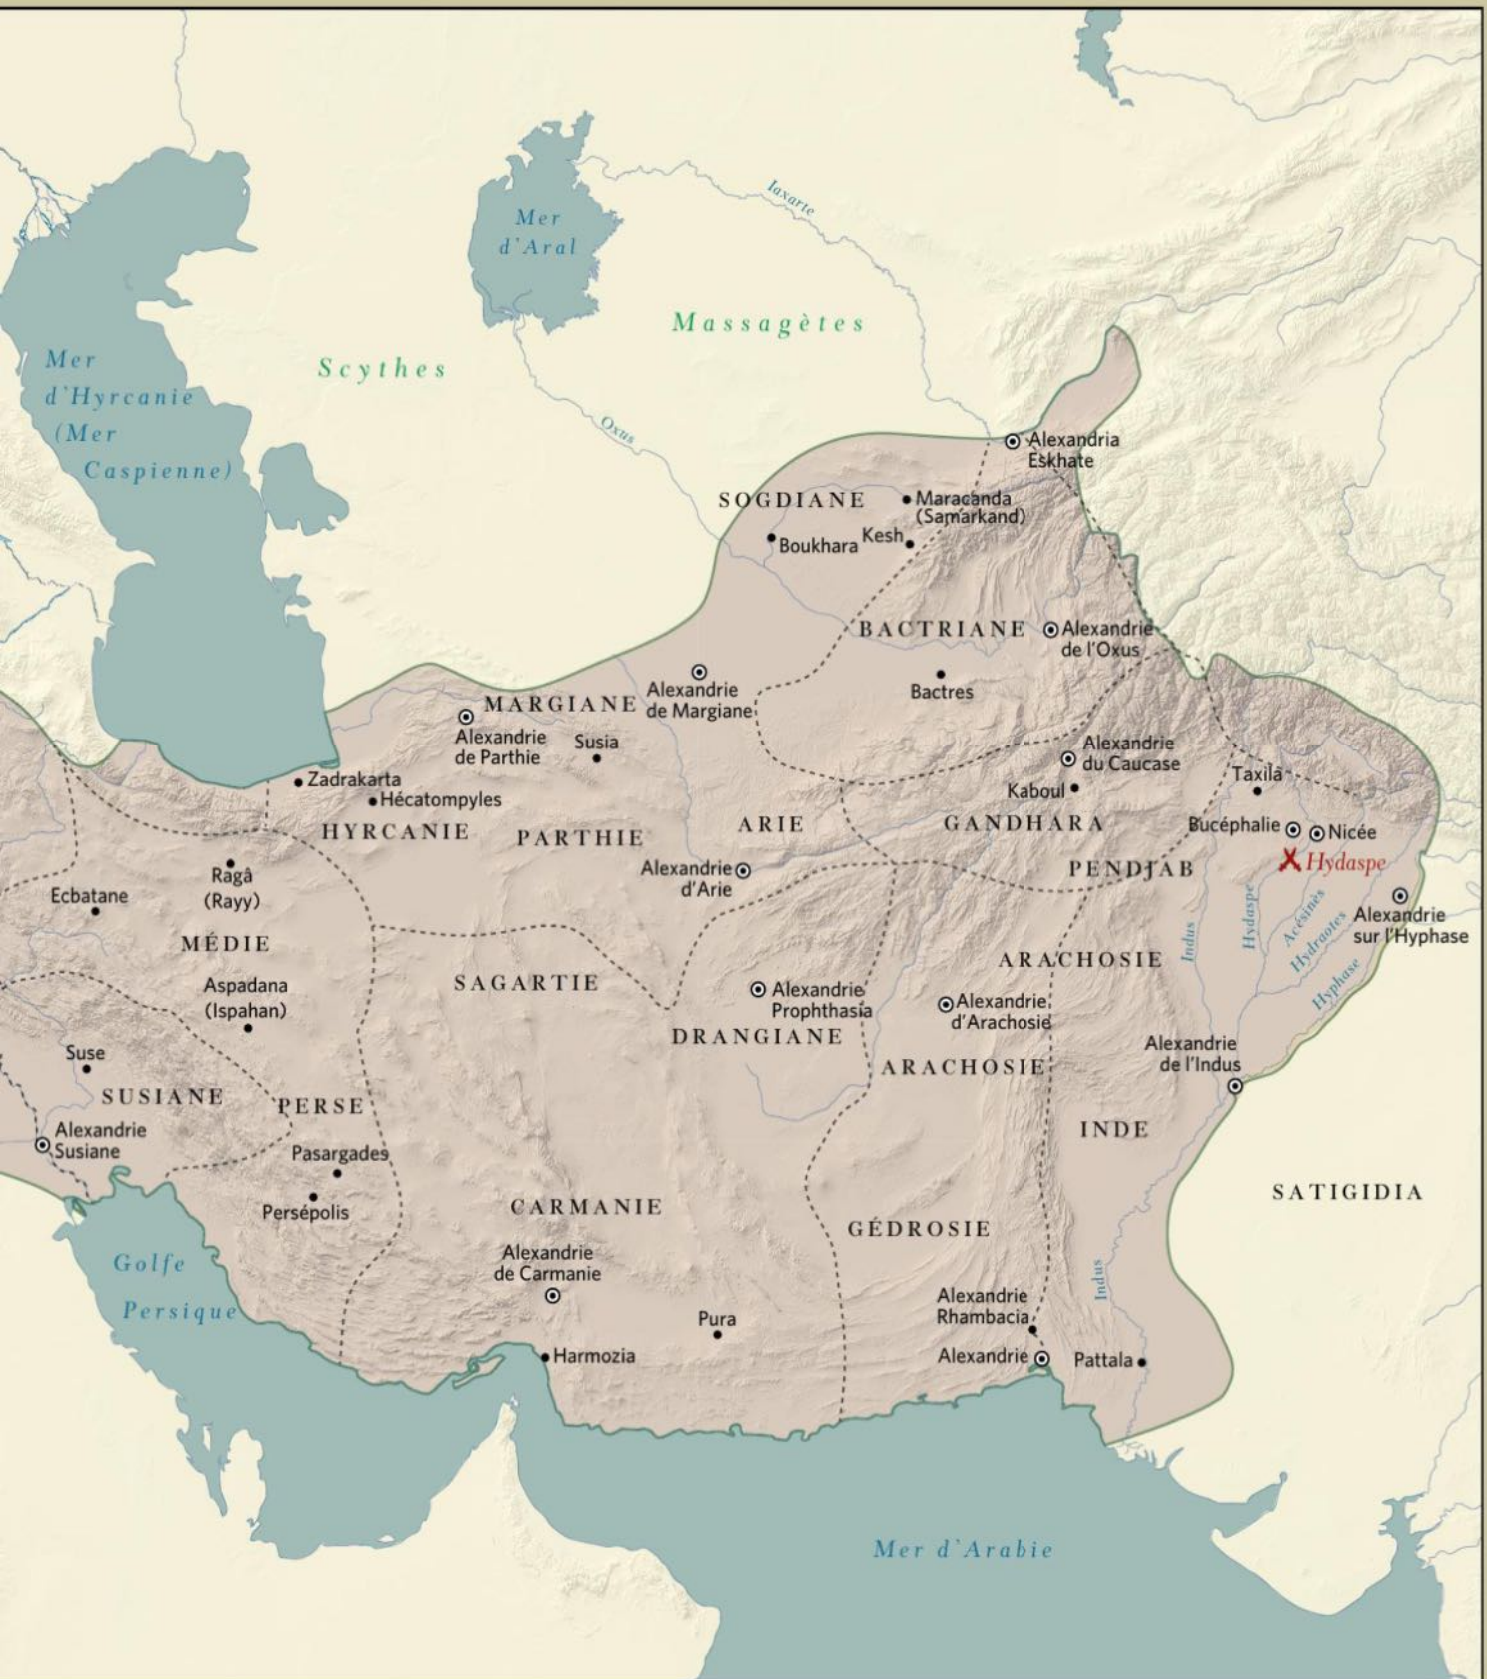 Mer
d'Aral
Iaxarte
Massagètes
Scythes
Mer
d'Hyrcanie
(Mer
Caspienne)
Oxus
Alexandria
Eskhate
SOGDIANE
Maracanda
(Samarkand)
Boukhara
Kesh
BACTRIANE
Alexandrie
de l'Oxus
Bactres
MARGIANE
Alexandrie
de Margiane
Alexandrie
de Parthie
Susia
Alexandrie
du Caucase
Kaboul
Taxila
Zadrakarta
Hécatompyles
HYRCANIE
PARTHIE
ARIE
GANDHARA
Bucéphalie
Nicée
Hydaspe
PENDJAB
Alexandrie
d'Arie
Ragâ
(Rayy)
Ecbatane
MÉDIE
Alexandrie
sur l'Hyphase
Indus
Hydaspe
Acésinès
Hydraotes
Hyphase
ARACHOSIE
SAGARTIE
Aspadana
(Ispahan)
Alexandrie
Prophthasia
Alexandrie
d'Arachosie
DRANGIANE
Suse
ARACHOSIE
Alexandrie
de l'Indus
SUSIANE
PERSE
INDE
Alexandrie
Susiane
Pasargades
Persépolis
SATIGIDIA
CARMANIE
GÉDROSIE
Alexandrie
de Carmanie
Golfe
Persique
Indus
Alexandrie
Rhambacia
Pura
Harmozia
Alexandrie
Pattala
Mer d'Arabie